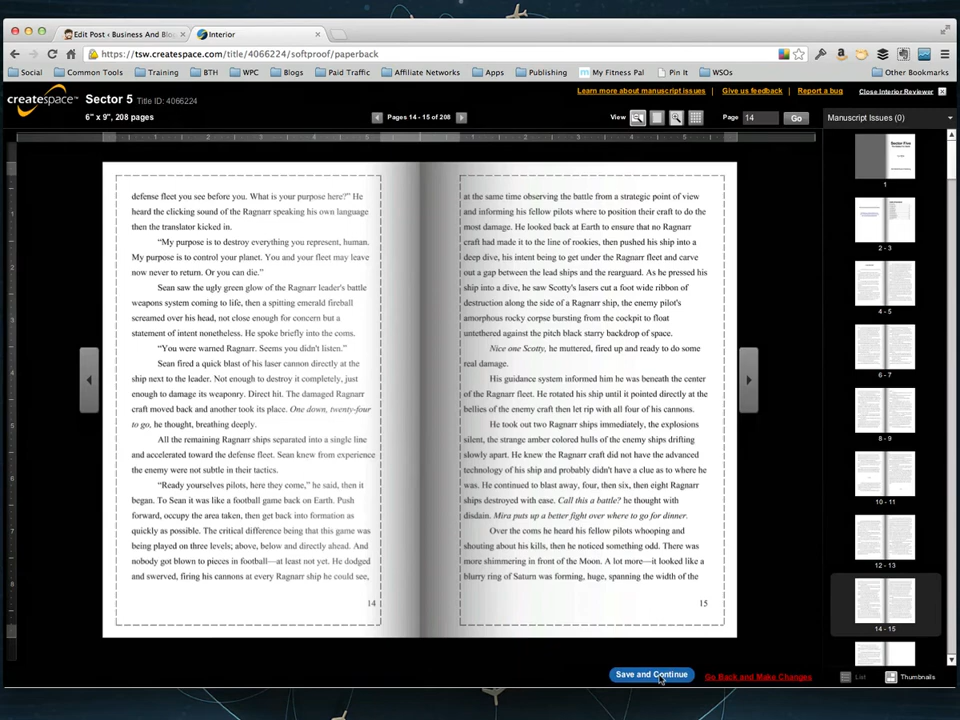 Edit Post ‹ Business And Blo
Interior
https://tsw.createspace.com/title/4066224/softproof/paperback
Social
Common Tools
Training
BTH
WPC
Blogs
Paid Traffic
Affiliate Networks
Apps
Publishing
My Fitness Pal
Pin It
WSOs
Other Bookmarks
createspace™
Sector 5 Title ID: 4066224
Learn more about manuscript issues
Give us feedback
Report a bug
Close Interior Reviewer
6" x 9", 208 pages
Pages 14 - 15 of 208
View
Page 14 Go
Manuscript Issues (0)
defense fleet you see before you. What is your purpose here?" He
heard the clicking sound of the Ragnarr speaking his own language
then the translator kicked in.
“My purpose is to destroy everything you represent, human.
My purpose is to control your planet. You and your fleet may leave
now never to return. Or you can die.”
Sean saw the ugly green glow of the Ragnarr leader's battle
weapons system coming to life, then a spitting emerald fireball
screamed over his head, not close enough for concern but a
statement of intent nonetheless. He spoke briefly into the coms.
“You were warned Ragnarr. Seems you didn't listen.”
Sean fired a quick blast of his laser cannon directly at the
ship next to the leader. Not enough to destroy it completely, just
enough to damage its weaponry. Direct hit. The damaged Ragnarr
craft moved back and another took its place. One down, twenty-four
to go, he thought, breathing deeply.
All the remaining Ragnarr ships separated into a single line
and accelerated toward the defense fleet. Sean knew from experience
the enemy were not subtle in their tactics.
“Ready yourselves pilots, here they come,” he said, then it
began. To Sean it was like a football game back on Earth. Push
forward, occupy the area taken, then get back into formation as
quickly as possible. The critical difference being that this game was
being played on three levels; above, below and directly ahead. And
nobody got blown to pieces in football—at least not yet. He dodged
and swerved, firing his cannons at every Ragnarr ship he could see,
14
at the same time observing the battle from a strategic point of view
and informing his fellow pilots where to position their craft to do the
most damage. He looked back at Earth to ensure that no Ragnarr
craft had made it to the line of rookies, then pushed his ship into a
deep dive, his intent being to get under the Ragnarr fleet and carve
out a gap between the lead ships and the rearguard. As he pressed his
ship into a dive, he saw Scotty's lasers cut a foot wide ribbon of
destruction along the side of a Ragnarr ship, the enemy pilot's
amorphous rocky corpse bursting from the cockpit to float
untethered against the pitch black starry backdrop of space.
Nice one Scotty, he muttered, fired up and ready to do some
real damage.
His guidance system informed him he was beneath the center
of the Ragnarr fleet. He rotated his ship until it pointed directly at the
bellies of the enemy craft then let rip with all four of his cannons.
He took out two Ragnarr ships immediately, the explosions
silent, the strange amber colored hulls of the enemy ships drifting
slowly apart. He knew the Ragnarr craft did not have the advanced
technology of his ship and probably didn't have a clue as to where he
was. He continued to blast away, four, then six, then eight Ragnarr
ships destroyed with ease. Call this a battle? he thought with
disdain. Mira puts up a better fight over where to go for dinner.
Over the coms he heard his fellow pilots whooping and
shouting about his kills, then he noticed something odd. There was
more shimmering in front of the Moon. A lot more—it looked like a
blurry ring of Saturn was forming, huge, spanning the width of the
15
1
2 - 3
4 - 5
6 - 7
8 - 9
10 - 11
12 - 13
14 - 15
Save and Continue
Go Back and Make Changes
List
Thumbnails